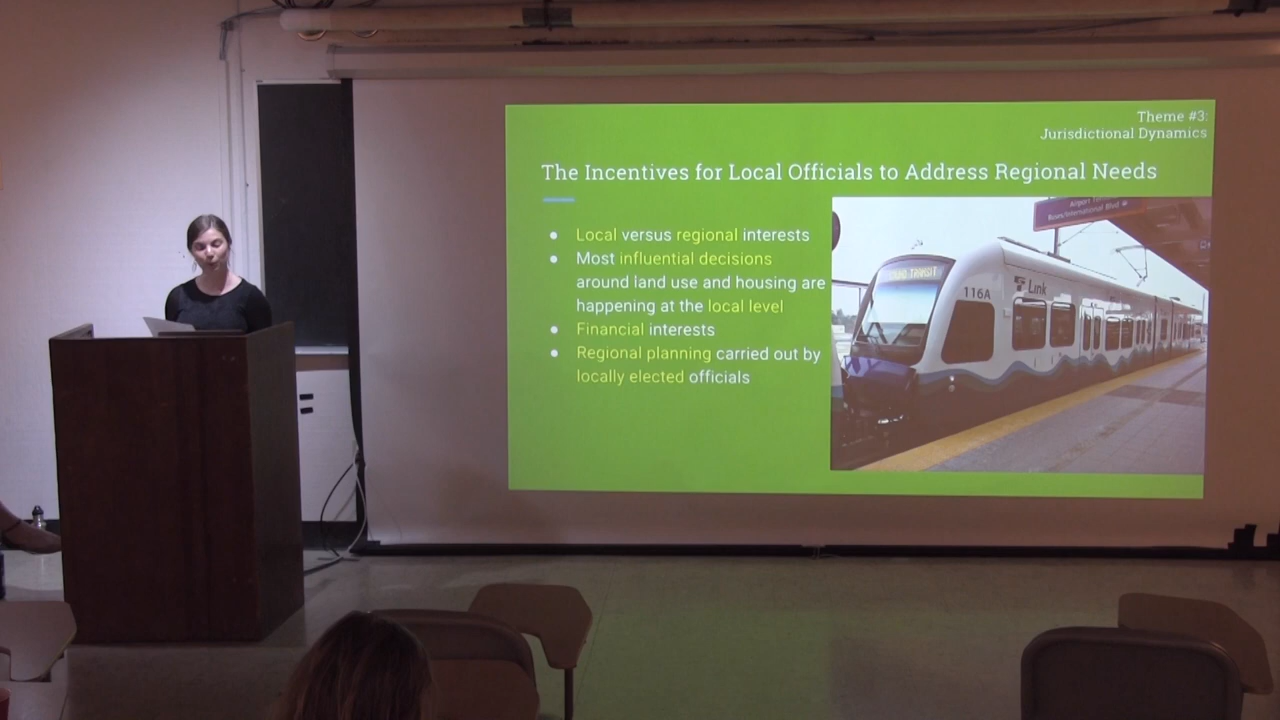 Theme #3:
Jurisdictional Dynamics
The Incentives for Local Officials to Address Regional Needs
● Local versus regional interests
● Most influential decisions
around land use and housing are
happening at the local level
● Financial interests
● Regional planning carried out by
locally elected officials
SOUND TRANSIT
116A
Link